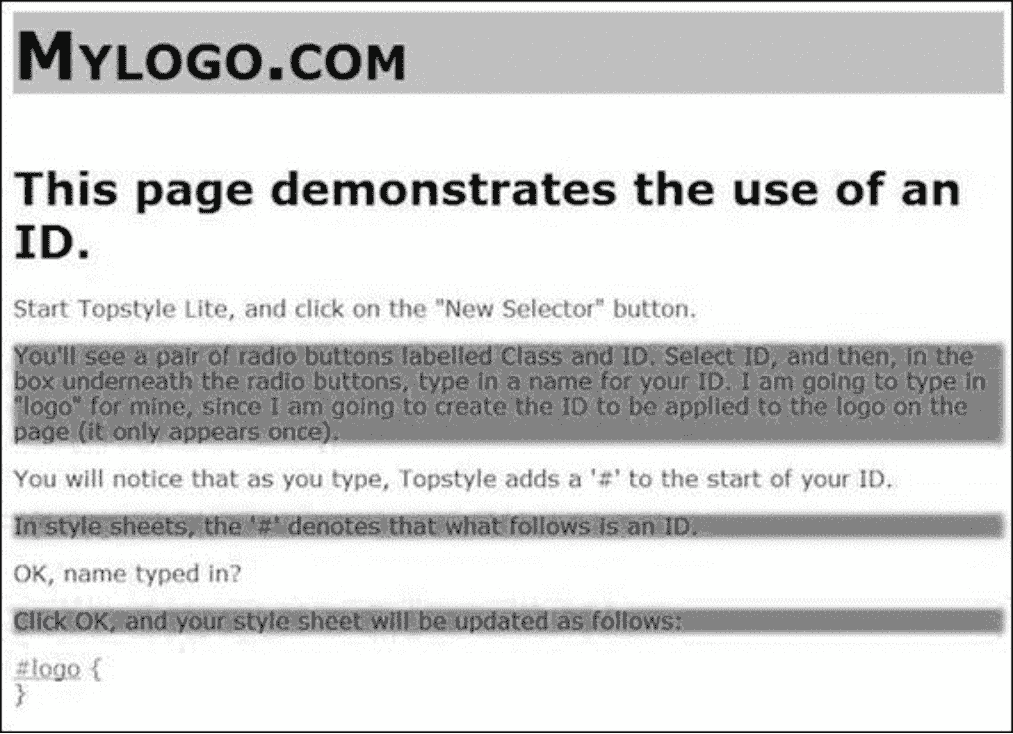 Mylogo.com
This page demonstrates the use of an
ID.
Start Topstyle Lite, and click on the "New Selector" button.
You'll see a pair of radio buttons labelled Class and ID. Select ID, and then, in the
box underneath the radio buttons, type in a name for your ID. I am going to type in
"logo" for mine, since I am going to create the ID to be applied to the logo on the
page (it only appears once).
You will notice that as you type, Topstyle adds a '#' to the start of your ID.
In style sheets, the '#' denotes that what follows is an ID.
OK, name typed in?
Click OK, and your style sheet will be updated as follows:
#logo {
}